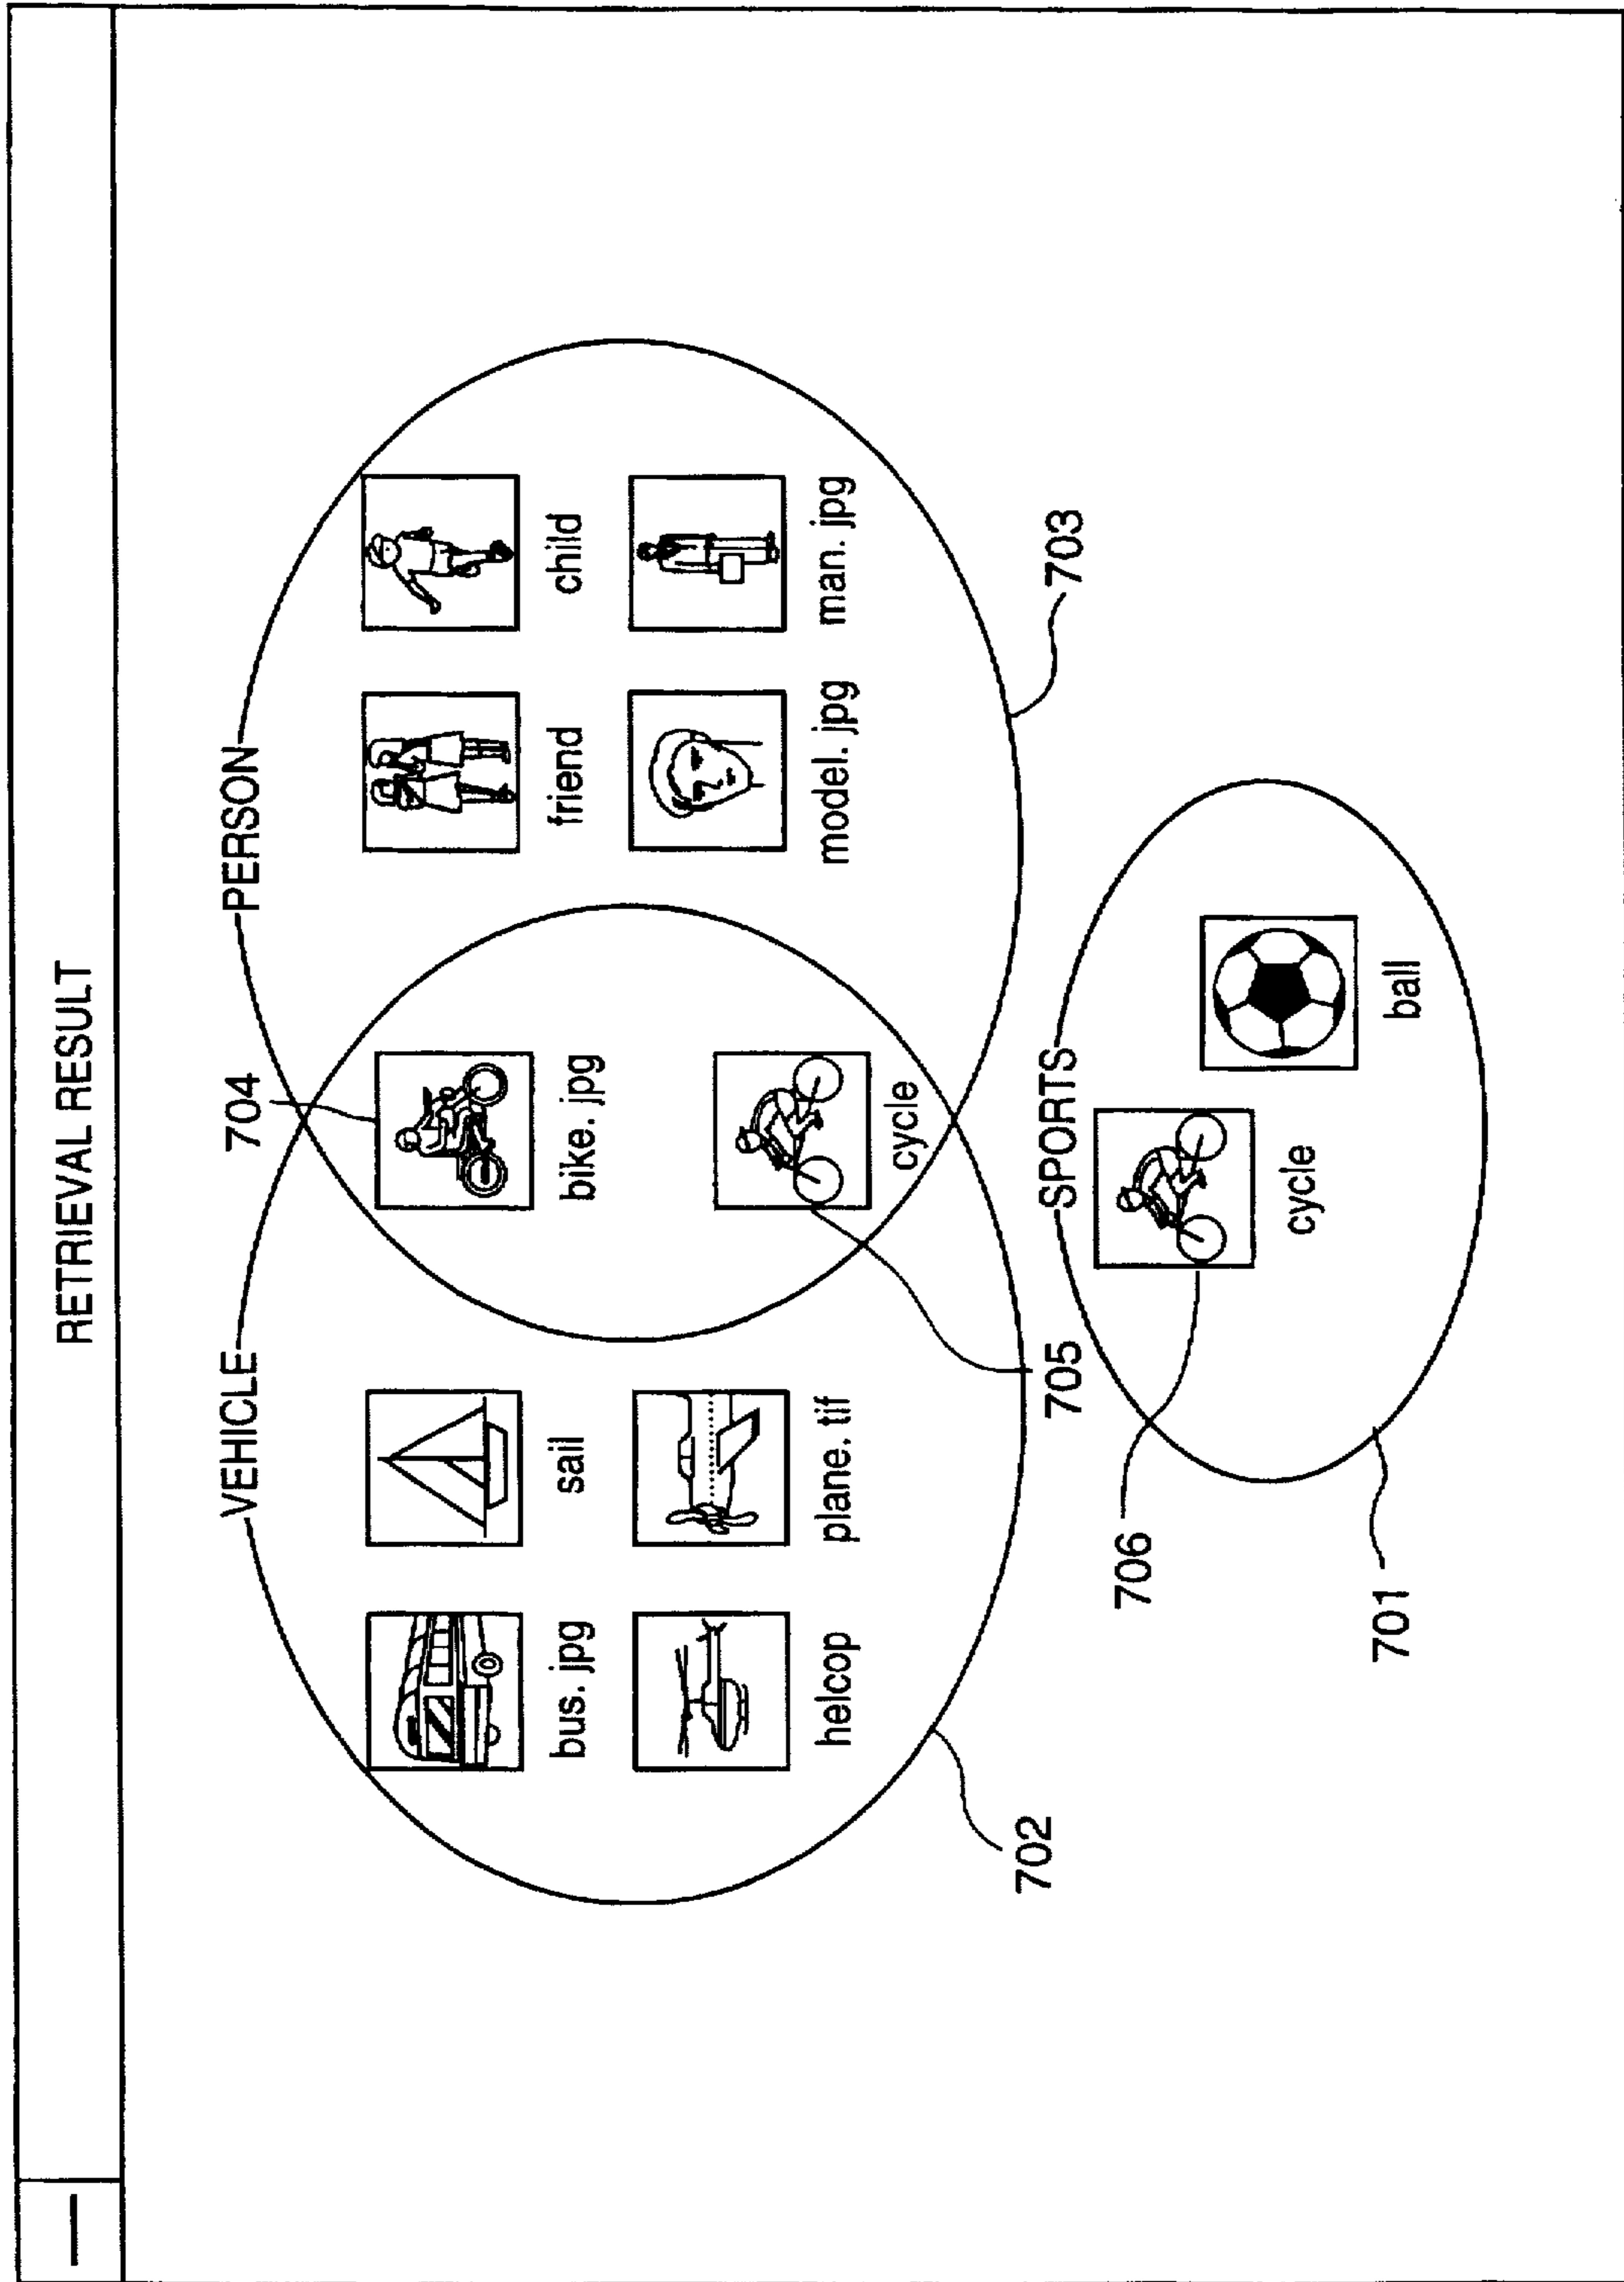 RETRIEVAL RESULT
VEHICLE
704
PERSON
bus. jpg
sail
bike. jpg
friend
child
helcop
plane. tif
cycle
model. jpg
man. jpg
702
705
703
SPORTS
706
cycle
ball
701